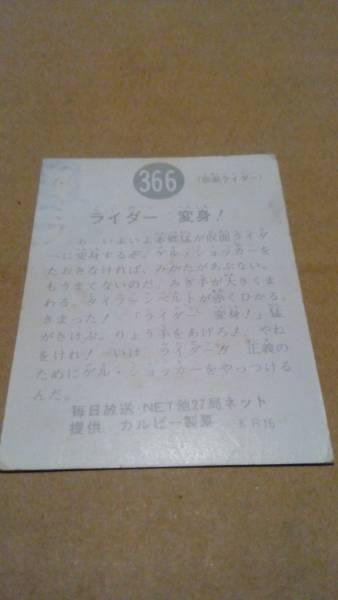 366
(仮面ライダー)
ライダー 変身!
お、いよいよ本郷猛が仮面ライダ
ーに変身するぞ。ゲル・ショッカーを
たおさなければ、みかたがあぶない。
もうまてないのだ。みぎ手が大きくま
わる。タイフーンベルトが赤くひかる。
きまった!「ライダー 変身!」猛
がさけぶ。りょう手をあげろ!、やね
をけれ! いけ、ライダー!! 正義の
ためにゲル・ショッカーをやっつける
んだ。
毎日放送・NET他27局ネット
提供 カルビー製菓 KR16